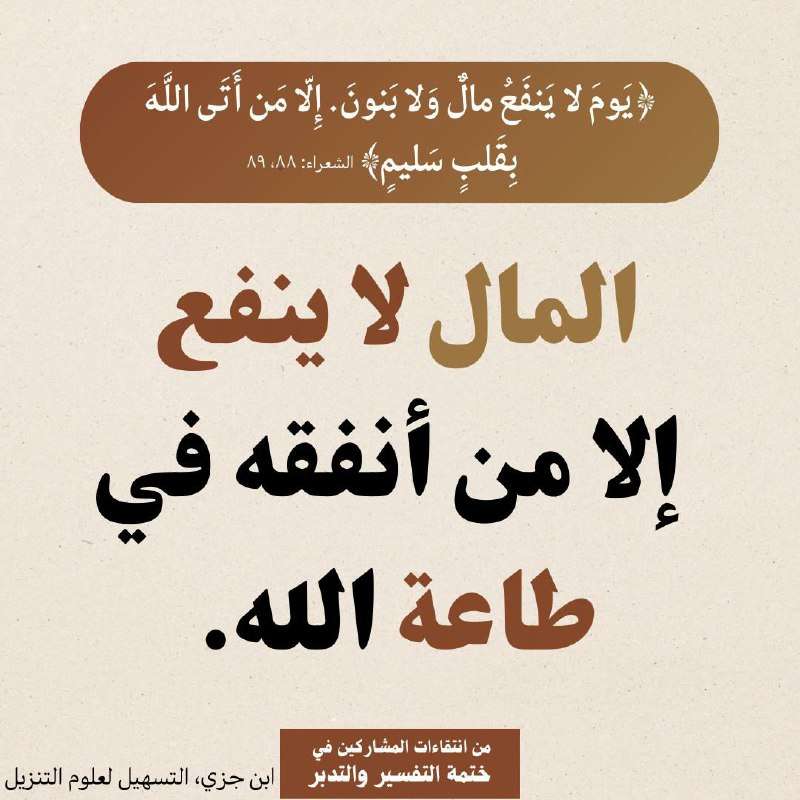 ﴿يَومَ لا يَنفَعُ مالٌ وَلا بَنونَ. إِلّا مَن أَتَى اللَّهَ
بِقَلبٍ سَليمٍ﴾ الشعراء: ٨٨، ٨٩
المال لا ينفع
إلا من أنفقه في
طاعة الله.
من انتقاءات المشاركين في
ختمة التفسير والتدبر
ابن جزي، التسهيل لعلوم التنزيل